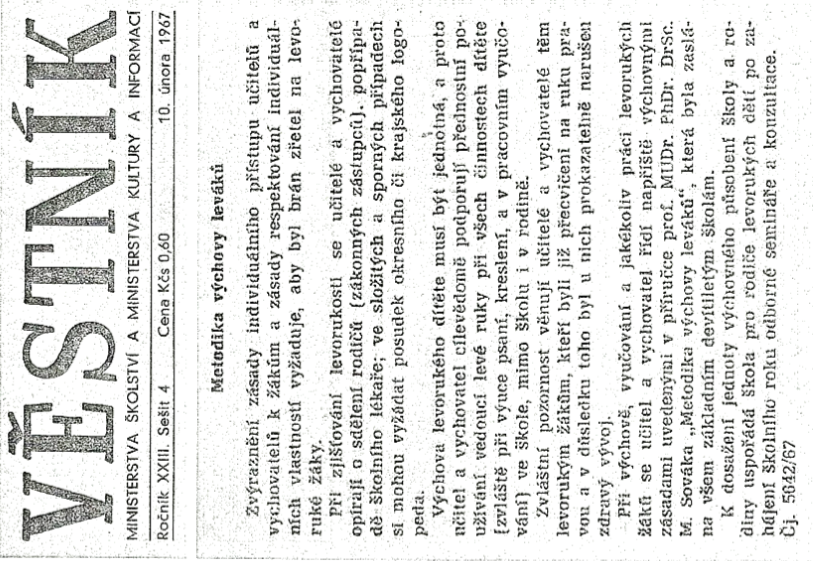 VĚSTNÍK
MINISTERSTVA ŠKOLSTVÍ A MINISTERSTVA KULTURY A INFORMACÍ
Ročník XXIII, Sešit 4 Cena Kčs 0,60 10. února 1967
Metodika výchovy leváků
Zvýraznění zásady individuálního přístupu učitelů a
vychovatelů k žákům a zásady respektování individuál-
ních vlastností vyžaduje, aby byl brán zřetel na levo-
ruké žáky.
Při zjišťování levorukosti se učitelé a vychovatelé
opírají o sdělení rodičů (zákonných zástupců), popřípa-
dě školního lékaře; ve složitých a sporných případech
si mohou vyžádat posudek okresního či krajského logo-
peda.
Výchova levorukého dítěte musí být jednotná, a proto
učitel a vychovatel cílevědomě podporují přednostní po-
užívání vedoucí levé ruky při všech činnostech dítěte
(zvláště při výuce psaní, kreslení, a v pracovním vyučo-
vání) ve škole, mimo školu i v rodině.
Zvláštní pozornost věnují učitelé a vychovatelé těm
levorukým žákům, kteří byli již přecvičeni na ruku pra-
vou a v důsledku toho byl u nich prokazatelně narušen
zdravý vývoj.
Při výchově, vyučování a jakékoliv práci levorukých
žáků se učitel a vychovatel řídí napříště výchovnými
zásadami uvedenými v příručce prof. MUDr. PhDr. DrSc.
M. Sováka „Metodika výchovy leváků“, která byla zaslá-
na všem základním devítiletým školám.
K dosažení jednoty výchovného působení školy a ro-
diny uspořádá škola pro rodiče levorukých dětí po za-
hájení školního roku odborné semináře a konzultace.
Čj. 5642/67